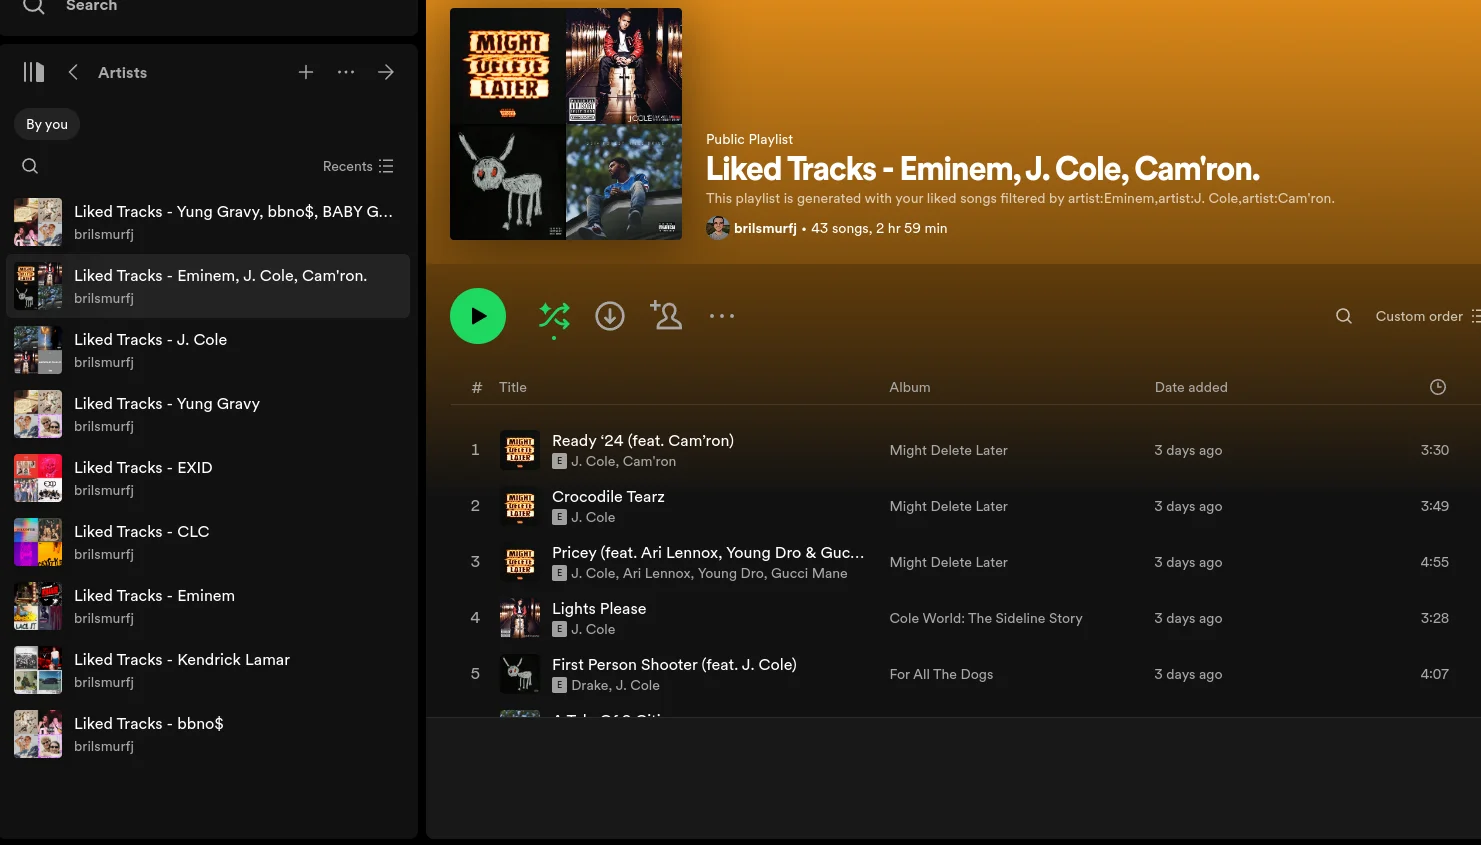 Search
Artists
By you
Recents
Liked Tracks - Yung Gravy, bbno$, BABY G...
brilsmurfj
Liked Tracks - Eminem, J. Cole, Cam'ron.
brilsmurfj
Liked Tracks - J. Cole
brilsmurfj
Liked Tracks - Yung Gravy
brilsmurfj
Liked Tracks - EXID
brilsmurfj
Liked Tracks - CLC
brilsmurfj
Liked Tracks - Eminem
brilsmurfj
Liked Tracks - Kendrick Lamar
brilsmurfj
Liked Tracks - bbno$
brilsmurfj
MIGHT
DELETE
LATER
Public Playlist
Liked Tracks - Eminem, J. Cole, Cam'ron.
This playlist is generated with your liked songs filtered by artist:Eminem,artist:J. Cole,artist:Cam'ron.
brilsmurfj • 43 songs, 2 hr 59 min
Custom order
# Title Album Date added
1 Ready ‘24 (feat. Cam’ron) Might Delete Later 3 days ago 3:30
E J. Cole, Cam'ron
2 Crocodile Tearz Might Delete Later 3 days ago 3:49
E J. Cole
3 Pricey (feat. Ari Lennox, Young Dro & Guc... Might Delete Later 3 days ago 4:55
E J. Cole, Ari Lennox, Young Dro, Gucci Mane
4 Lights Please Cole World: The Sideline Story 3 days ago 3:28
E J. Cole
5 First Person Shooter (feat. J. Cole) For All The Dogs 3 days ago 4:07
E Drake, J. Cole